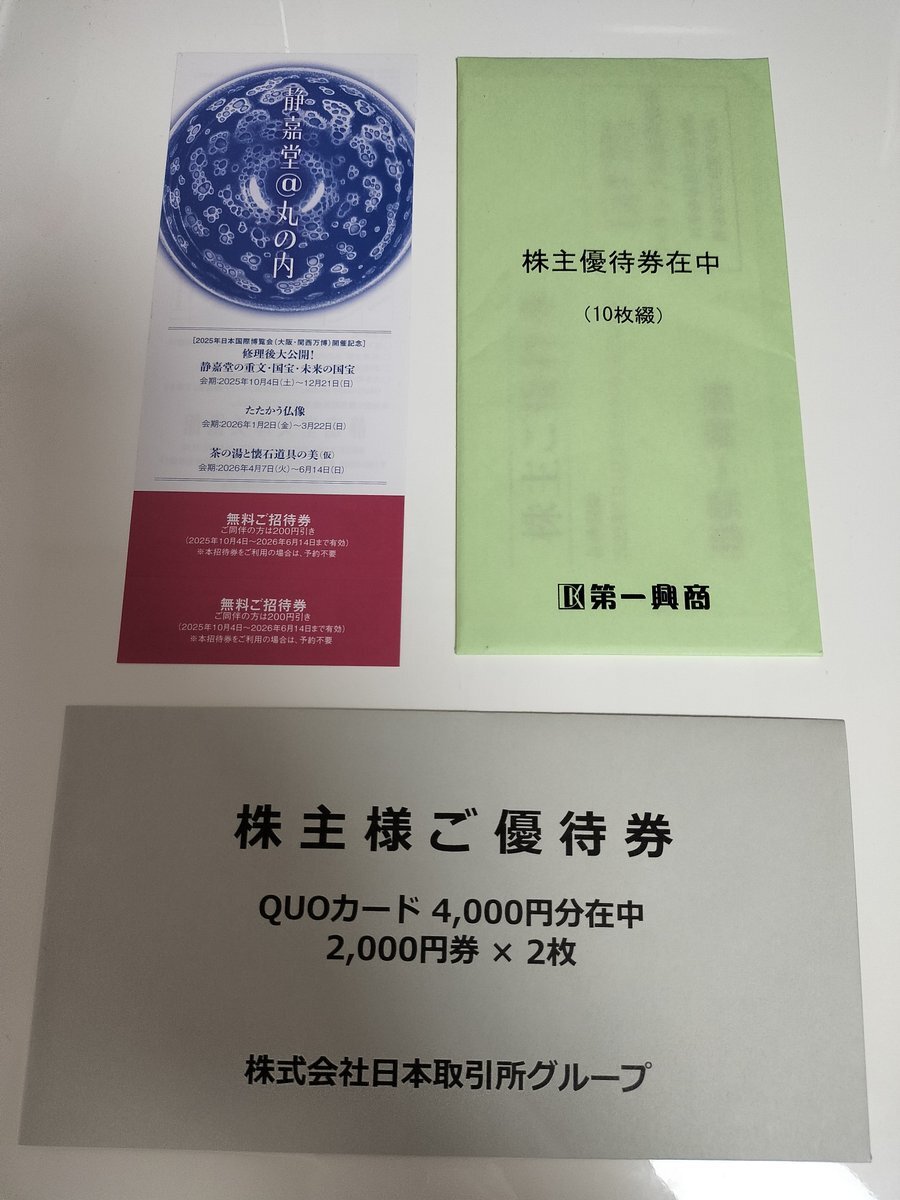 静嘉堂@丸の内
[2025年日本国際博覧会(大阪・関西万博)開催記念]
修理後大公開!
静嘉堂の重文・国宝・未来の国宝
会期:2025年10月4日(土)〜12月21日(日)
たたかう仏像
会期:2026年1月2日(金)〜3月22日(日)
茶の湯と懐石道具の美(仮)
会期:2026年4月7日(火)〜6月14日(日)
無料ご招待券
ご同伴の方は200円引き
(2025年10月4日〜2026年6月14日まで有効)
※本招待券をご利用の場合は、予約不要
無料ご招待券
ご同伴の方は200円引き
(2025年10月4日〜2026年6月14日まで有効)
※本招待券をご利用の場合は、予約不要
株主優待券在中
(10枚綴)
DK 第一興商
株主様ご優待券
QUOカード 4,000円分在中
2,000円券 × 2枚
株式会社日本取引所グループ